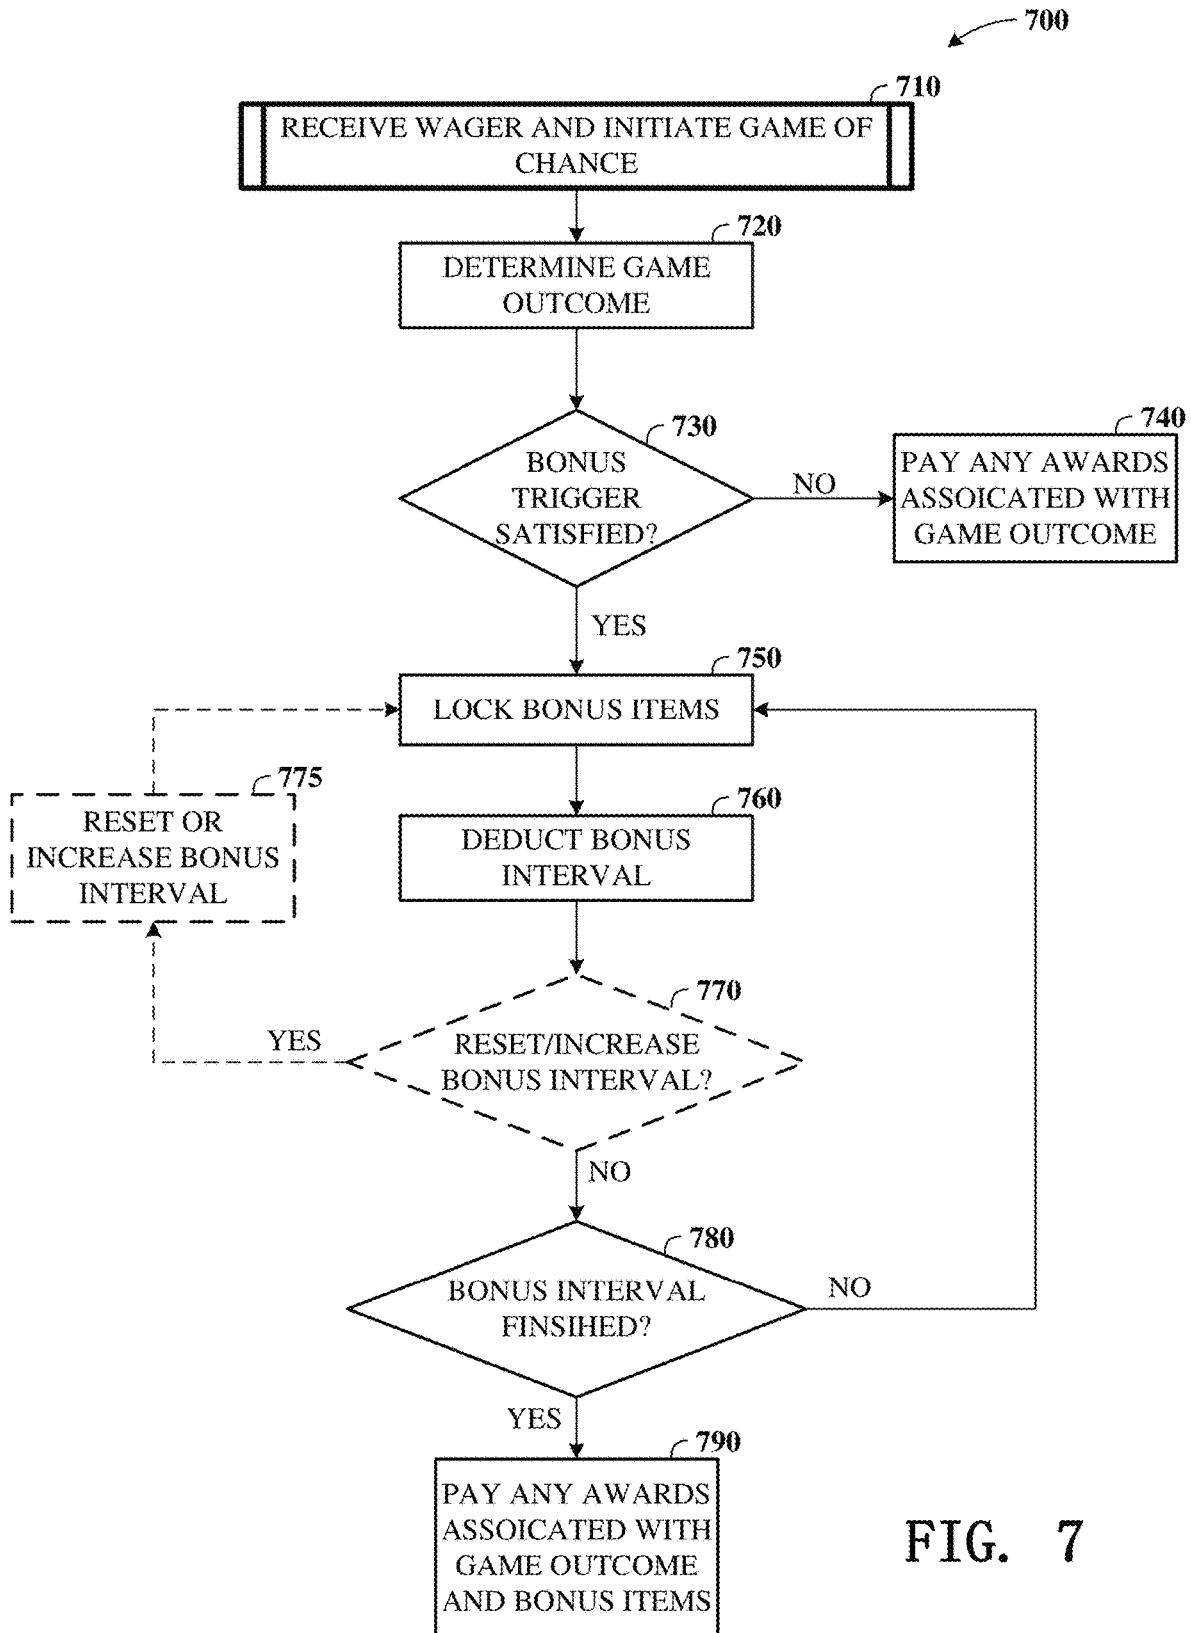 700
710
RECEIVE WAGER AND INITIATE GAME OF
CHANCE
720
DETERMINE GAME
OUTCOME
730
BONUS
TRIGGER
SATISFIED?
NO
740
PAY ANY AWARDS
ASSOICATED WITH
GAME OUTCOME
YES
750
LOCK BONUS ITEMS
775
RESET OR
INCREASE BONUS
INTERVAL
760
DEDUCT BONUS
INTERVAL
770
RESET/INCREASE
BONUS INTERVAL?
YES
NO
780
BONUS INTERVAL
FINSIHED?
NO
YES
790
PAY ANY AWARDS
ASSOICATED WITH
GAME OUTCOME
AND BONUS ITEMS
FIG. 7